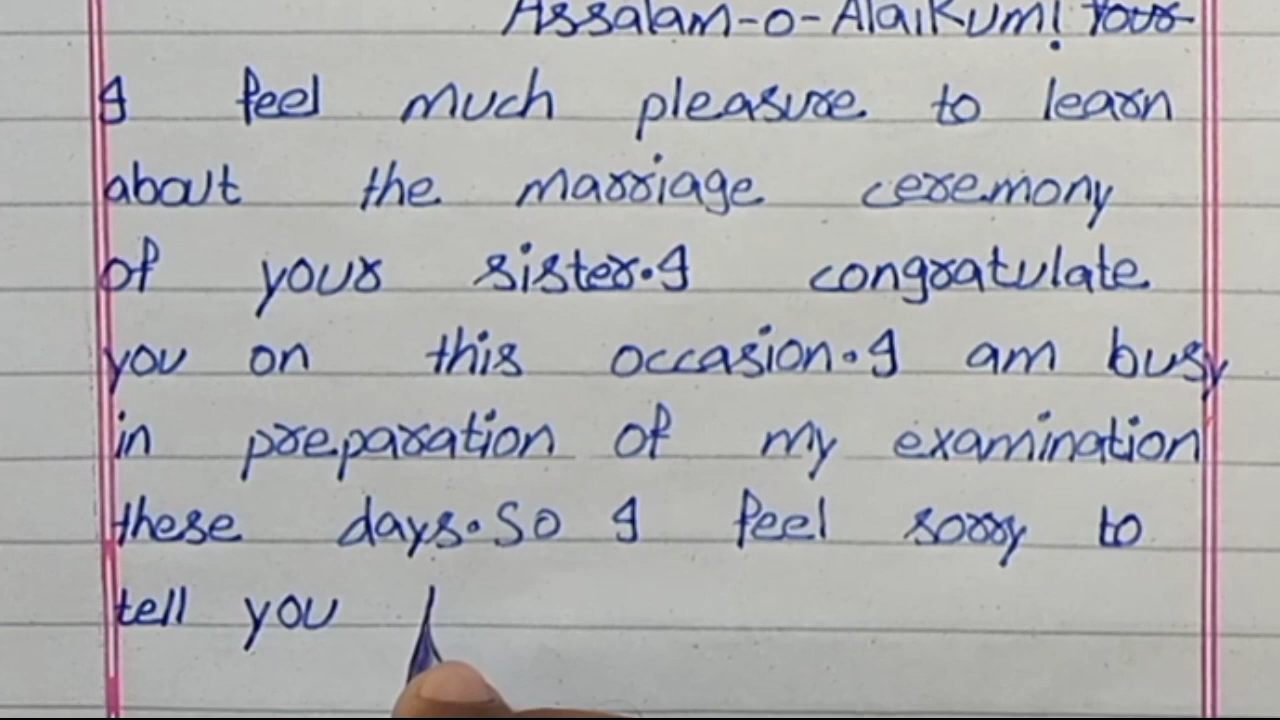 Assalam-o-Alaikum! Your
I feel much pleasure to learn
about the marriage ceremony
of your sister.I congratulate
you on this occasion.I am busy
in preparation of my examination
these days.So I feel sorry to
tell you